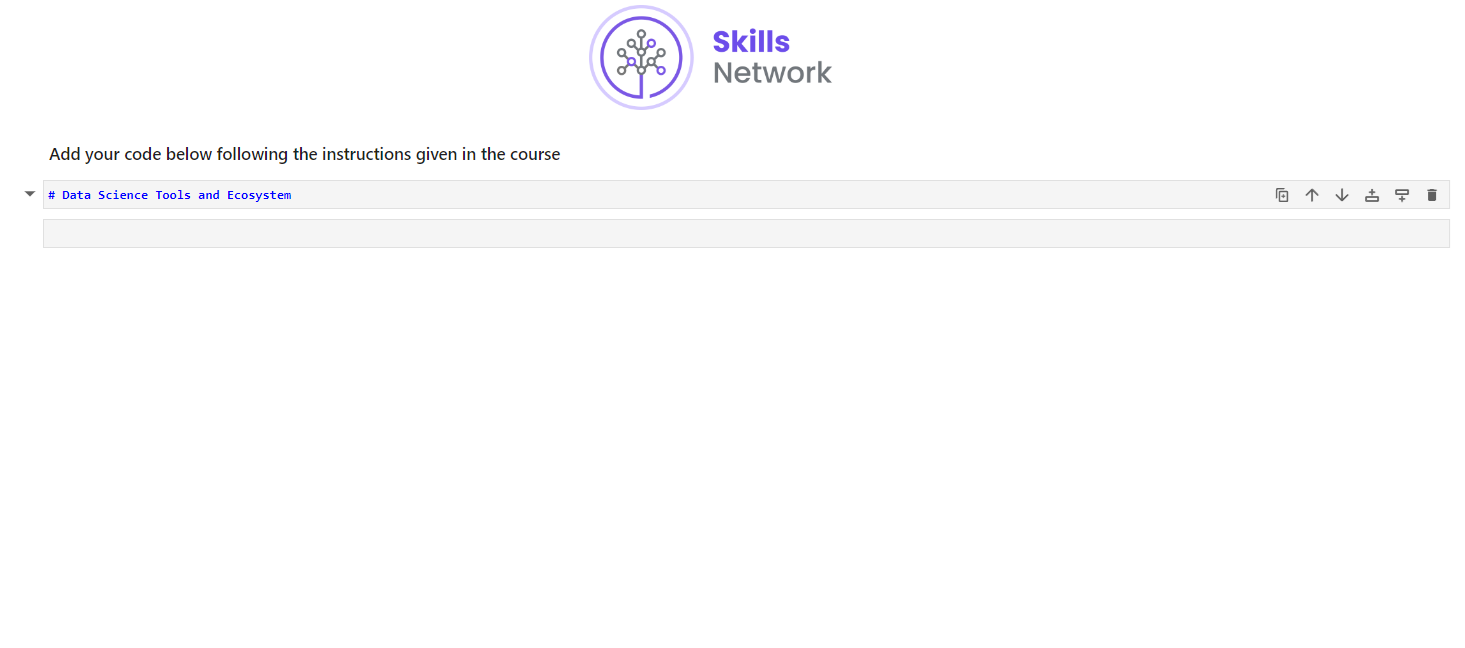 Skills
Network
Add your code below following the instructions given in the course
# Data Science Tools and Ecosystem